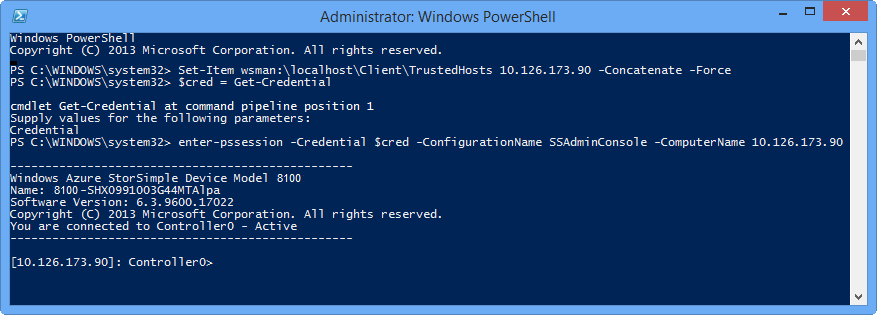 Administrator: Windows PowerShell
Windows PowerShell
Copyright (C) 2013 Microsoft Corporation. All rights reserved.
PS C:\WINDOWS\system32> Set-Item wsman:\localhost\Client\TrustedHosts 10.126.173.90 -Concatenate -Force
PS C:\WINDOWS\system32> $cred = Get-Credential
cmdlet Get-Credential at command pipeline position 1
Supply values for the following parameters:
Credential
PS C:\WINDOWS\system32> enter-pssession -Credential $cred -ConfigurationName SSAdminConsole -ComputerName 10.126.173.90
-------------------------------------------------
Windows Azure StorSimple Device Model 8100
Name: 8100-SHX0991003G44MTAlpa
Software Version: 6.3.9600.17022
Copyright (C) 2013 Microsoft Corporation. All rights reserved.
You are connected to Controller0 - Active
-------------------------------------------------
[10.126.173.90]: Controller0>